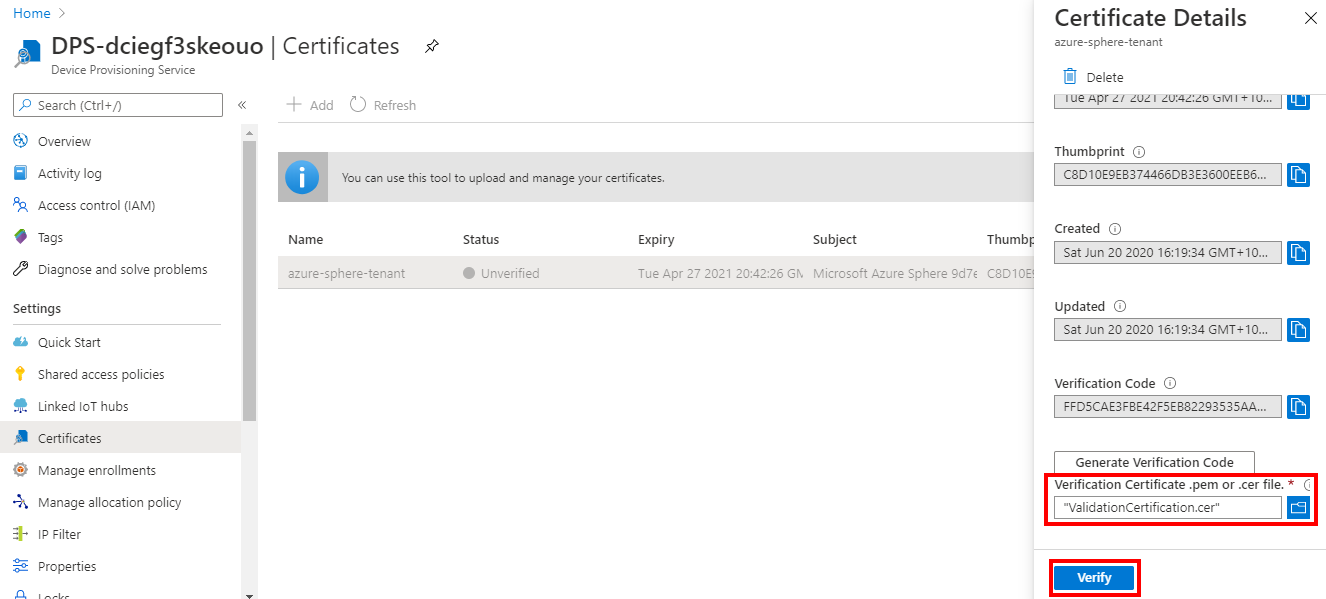 Home
DPS-dciegf3skeouo | Certificates
Device Provisioning Service
Search (Ctrl+/)
«
Overview
Activity log
Access control (IAM)
Tags
Diagnose and solve problems
Settings
Quick Start
Shared access policies
Linked IoT hubs
Certificates
Manage enrollments
Manage allocation policy
IP Filter
Properties
Locks
Add Refresh
You can use this tool to upload and manage your certificates.
Name Status Expiry Subject Thumbp
azure-sphere-tenant Unverified Tue Apr 27 2021 20:42:26 GM Microsoft Azure Sphere 9d7e C8D10E9
Certificate Details
azure-sphere-tenant
Delete
Tue Apr 27 2021 20:42:26 GMT+10...
Thumbprint
C8D10E9EB374466DB3E3600EEB6...
Created
Sat Jun 20 2020 16:19:34 GMT+10...
Updated
Sat Jun 20 2020 16:19:34 GMT+10...
Verification Code
FFD5CAE3FBE42F5EB82293535AA...
Generate Verification Code
Verification Certificate .pem or .cer file. *
"ValidationCertification.cer"
Verify